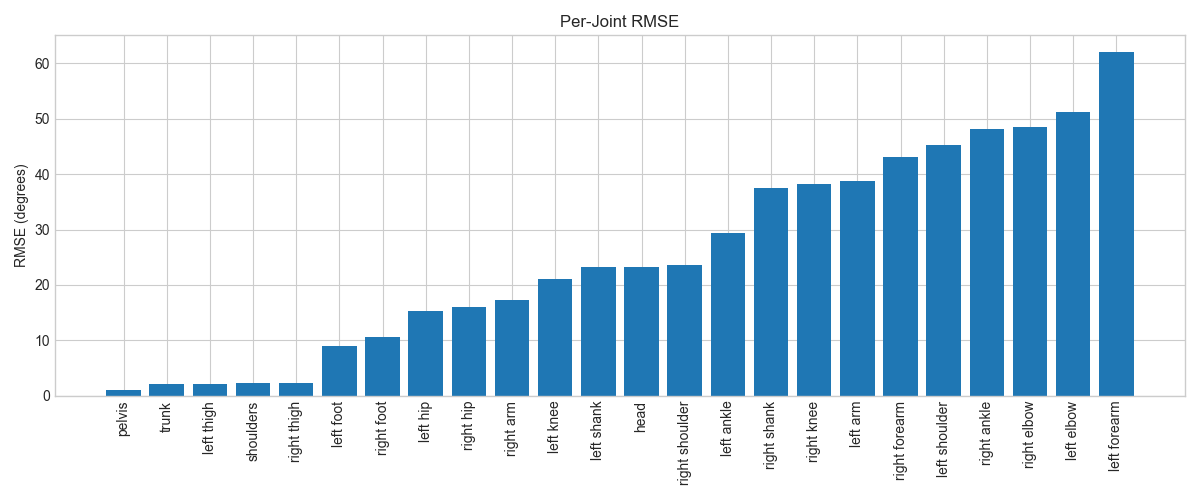 Per-Joint RMSE
RMSE (degrees)
60
50
40
30
20
10
0
pelvis
trunk
left thigh
shoulders
right thigh
left foot
right foot
left hip
right hip
right arm
left knee
left shank
head
right shoulder
left ankle
right shank
right knee
left arm
right forearm
left shoulder
right ankle
right elbow
left elbow
left forearm